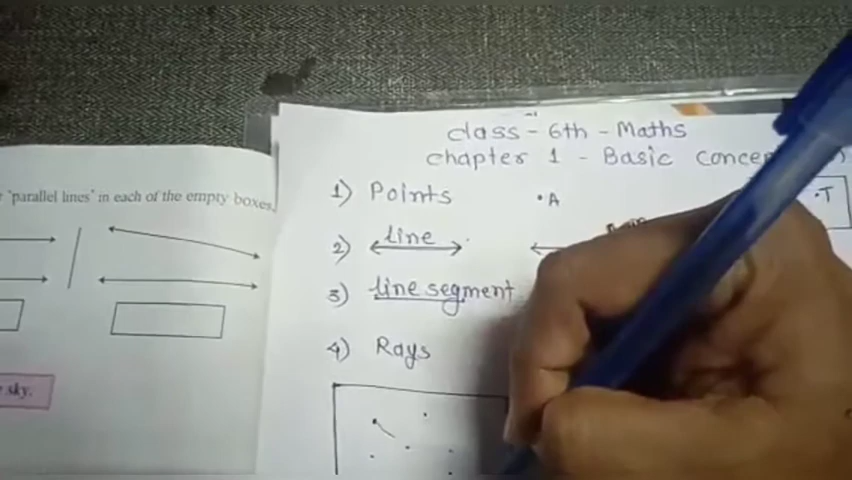 'parallel lines' in each of the empty boxes.
sky.
class - 6th - Maths
Chapter 1 - Basic
1) Points
• A
• T
2) line
3) line segment
4) Rays